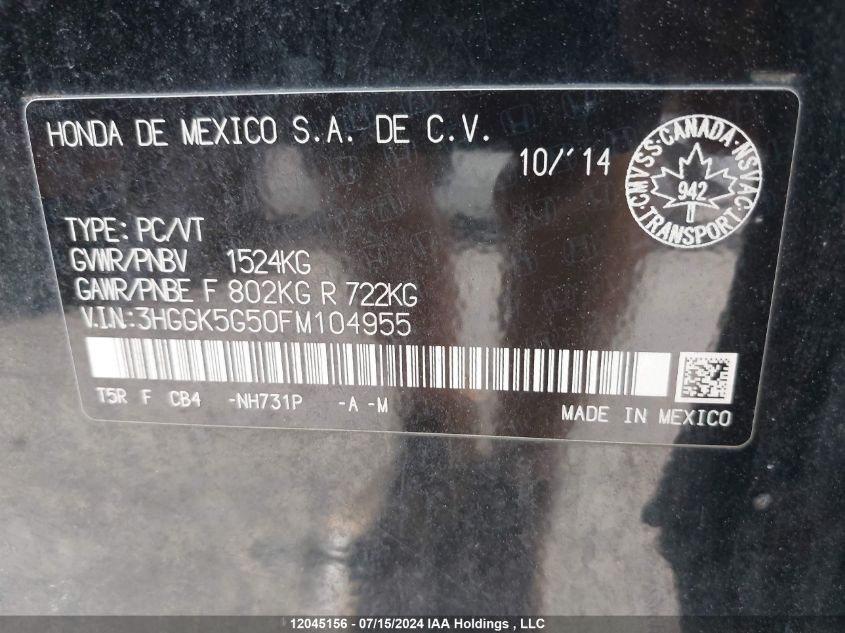 HONDA DE MEXICO S.A. DE C.V.
10/'14
CMVSS·CANADA·NSVAC
942
TRANSPORT
TYPE: PC/VT
GVWR/PNBV 1524KG
GAWR/PNBE F 802KG R 722KG
V.I.N.:3HGGK5G50FM104955
T5R F CB4 -NH731P -A -M
MADE IN MEXICO
12045156 - 07/15/2024 IAA Holdings , LLC